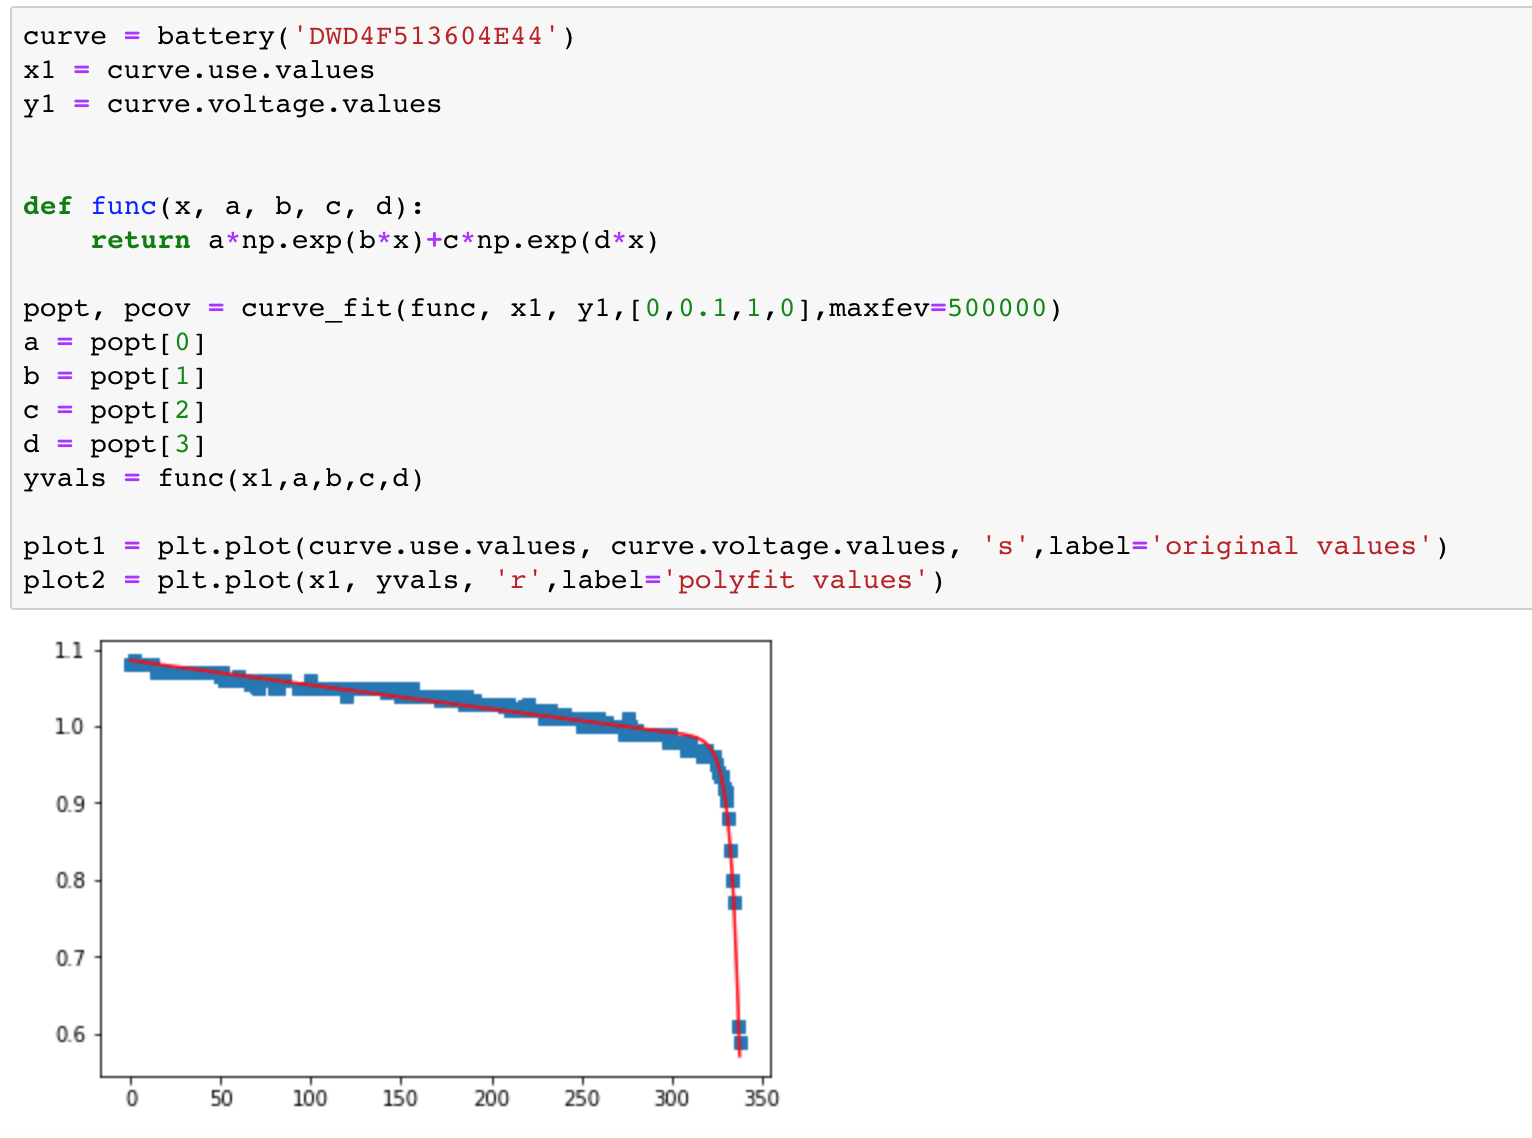 curve = battery('DWD4F513604E44')
x1 = curve.use.values
y1 = curve.voltage.values
def func(x, a, b, c, d):
    return a*np.exp(b*x)+c*np.exp(d*x)
popt, pcov = curve_fit(func, x1, y1,[0,0.1,1,0],maxfev=500000)
a = popt[0]
b = popt[1]
c = popt[2]
d = popt[3]
yvals = func(x1,a,b,c,d)
plot1 = plt.plot(curve.use.values, curve.voltage.values, 's',label='original values')
plot2 = plt.plot(x1, yvals, 'r',label='polyfit values')
1.1
1.0
0.9
0.8
0.7
0.6
0 50 100 150 200 250 300 350